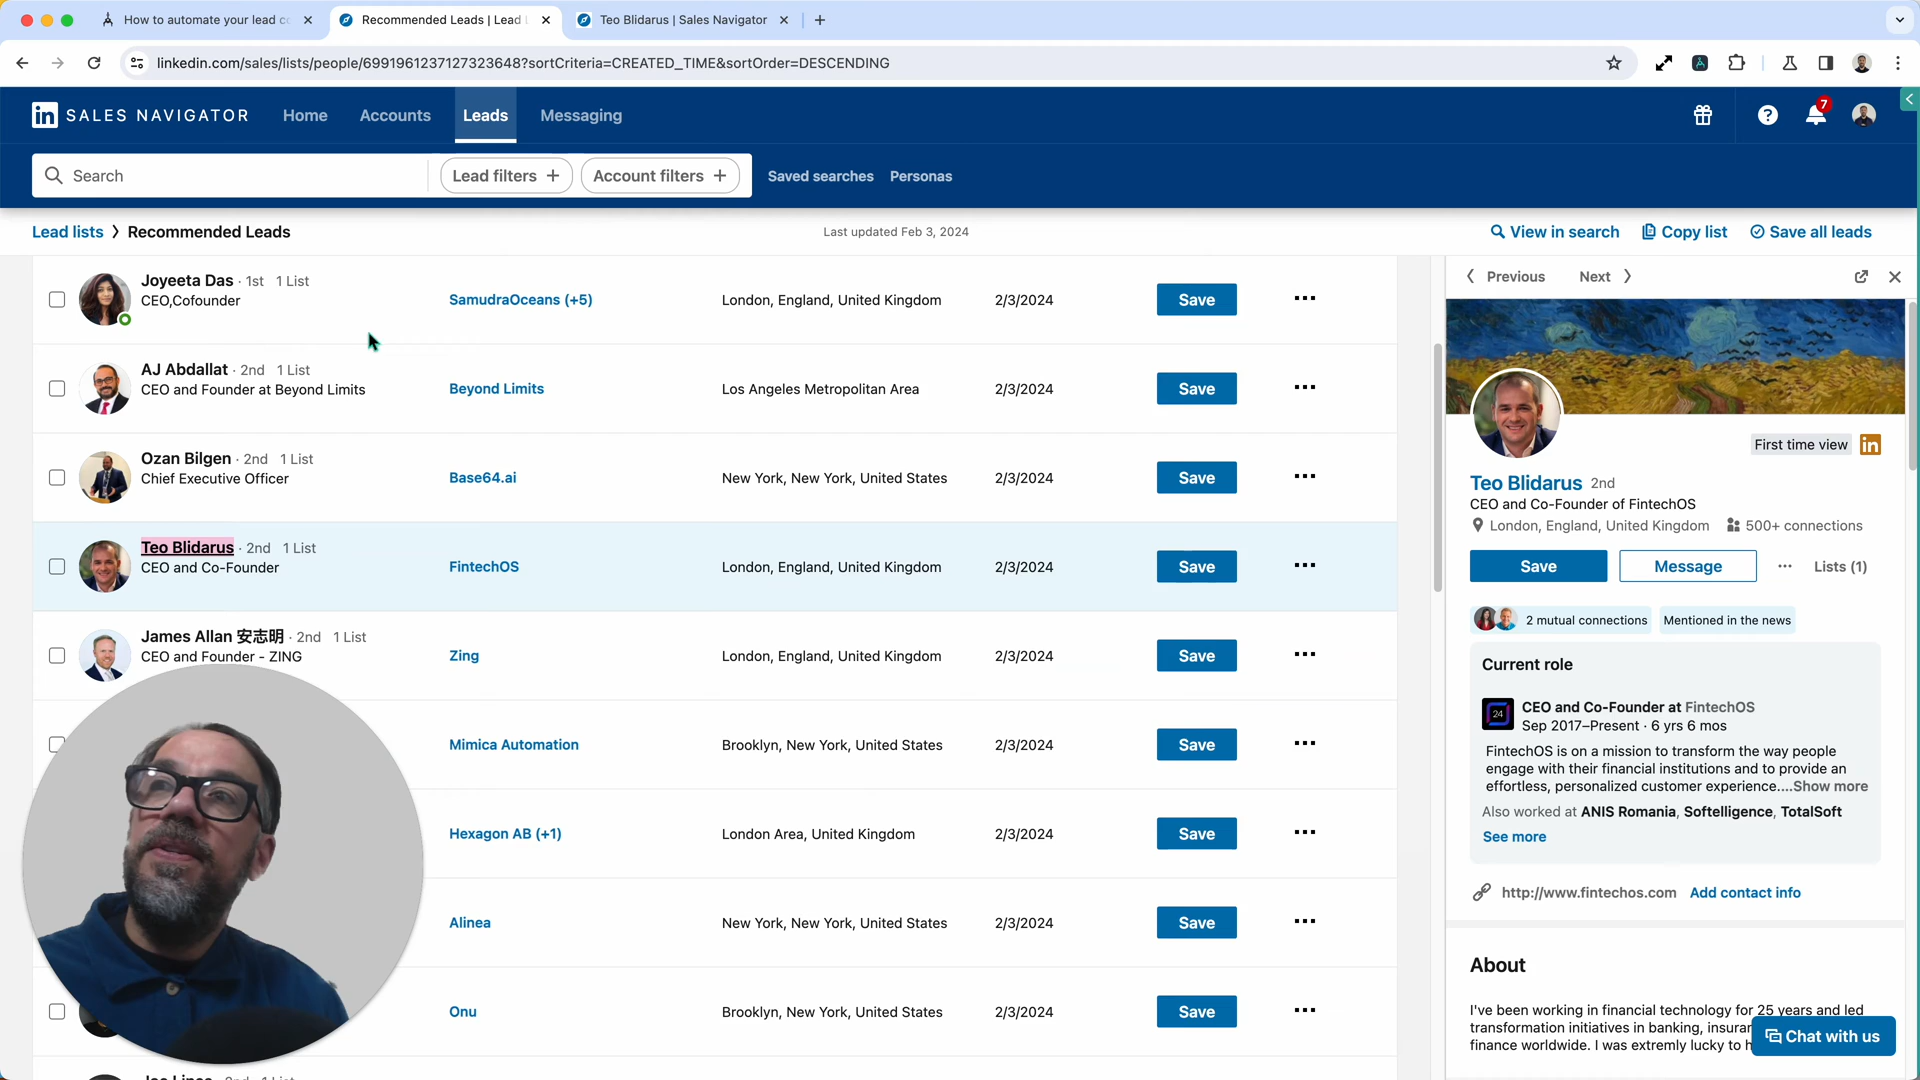 How to automate your lead co
Recommended Leads | Lead L
Teo Blidarus | Sales Navigator
linkedin.com/sales/lists/people/6991961237127323648?sortCriteria=CREATED_TIME&sortOrder=DESCENDING
in SALES NAVIGATOR
Home
Accounts
Leads
Messaging
7
Search
Lead filters +
Account filters +
Saved searches
Personas
Lead lists > Recommended Leads
Last updated Feb 3, 2024
View in search
Copy list
Save all leads
Joyeeta Das · 1st 1 List
CEO,Cofounder
SamudraOceans (+5)
London, England, United Kingdom
2/3/2024
Save
AJ Abdallat · 2nd 1 List
CEO and Founder at Beyond Limits
Beyond Limits
Los Angeles Metropolitan Area
2/3/2024
Save
Ozan Bilgen · 2nd 1 List
Chief Executive Officer
Base64.ai
New York, New York, United States
2/3/2024
Save
Teo Blidarus · 2nd 1 List
CEO and Co-Founder
FintechOS
London, England, United Kingdom
2/3/2024
Save
James Allan 安志明 · 2nd 1 List
CEO and Founder - ZING
Zing
London, England, United Kingdom
2/3/2024
Save
Mimica Automation
Brooklyn, New York, United States
2/3/2024
Save
Hexagon AB (+1)
London Area, United Kingdom
2/3/2024
Save
Alinea
New York, New York, United States
2/3/2024
Save
Onu
Brooklyn, New York, United States
2/3/2024
Save
Previous
Next
First time view in
Teo Blidarus 2nd
CEO and Co-Founder of FintechOS
London, England, United Kingdom
500+ connections
Save
Message
Lists (1)
2 mutual connections
Mentioned in the news
Current role
24
CEO and Co-Founder at FintechOS
Sep 2017–Present · 6 yrs 6 mos
FintechOS is on a mission to transform the way people
engage with their financial institutions and to provide an
effortless, personalized customer experience....Show more
Also worked at ANIS Romania, Softelligence, TotalSoft
See more
http://www.fintechos.com
Add contact info
About
I've been working in financial technology for 25 years and led
transformation initiatives in banking, insuran
finance worldwide. I was extremly lucky to h
Chat with us